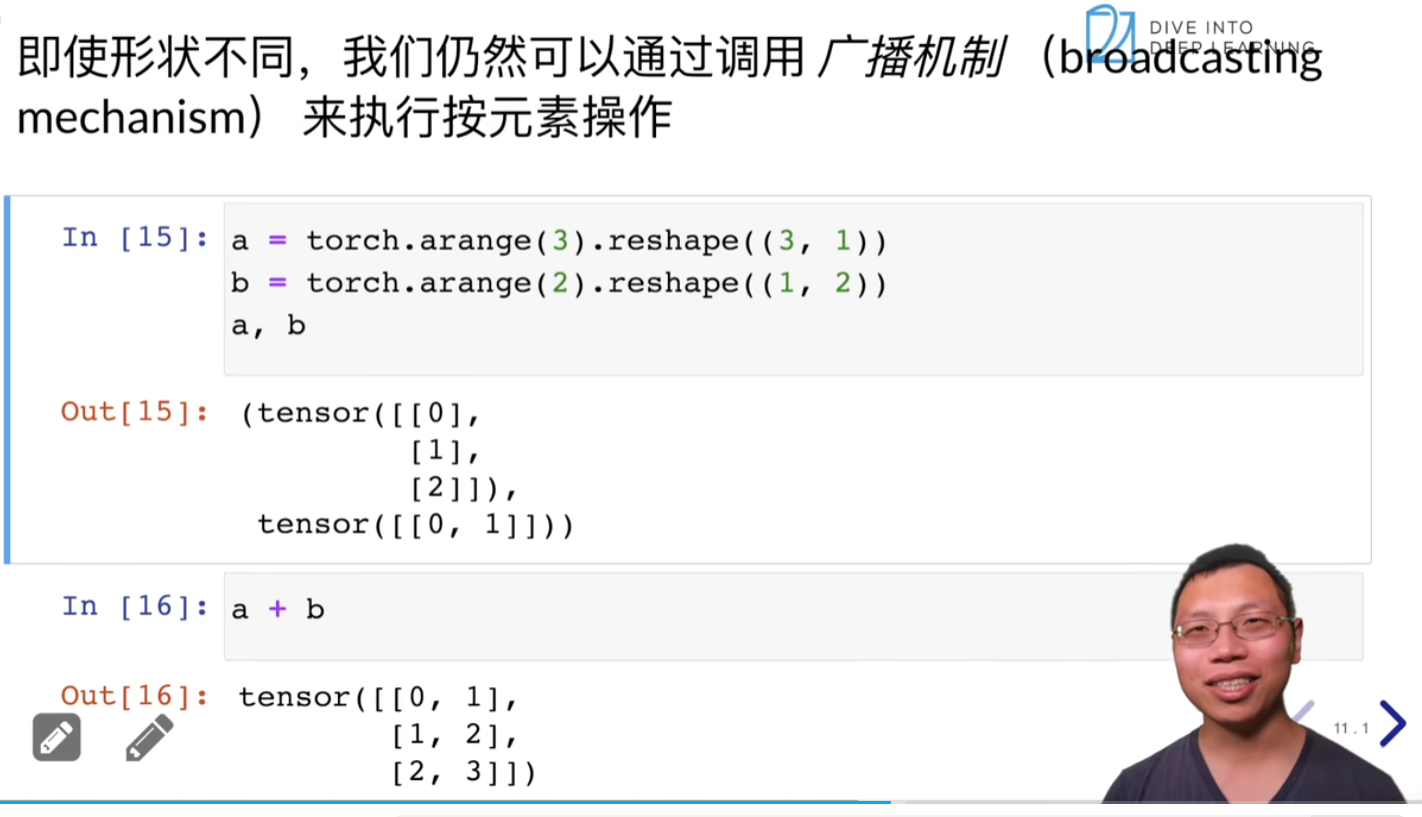 DIVE INTO
DEEP LEARNING
即使形状不同，我们仍然可以通过调用 广播机制 （broadcasting
mechanism） 来执行按元素操作
In [15]: a = torch.arange(3).reshape((3, 1))
b = torch.arange(2).reshape((1, 2))
a, b
Out[15]: (tensor([[0],
[1],
[2]]),
tensor([[0, 1]]))
In [16]: a + b
Out[16]: tensor([[0, 1],
[1, 2],
[2, 3]])
11.1